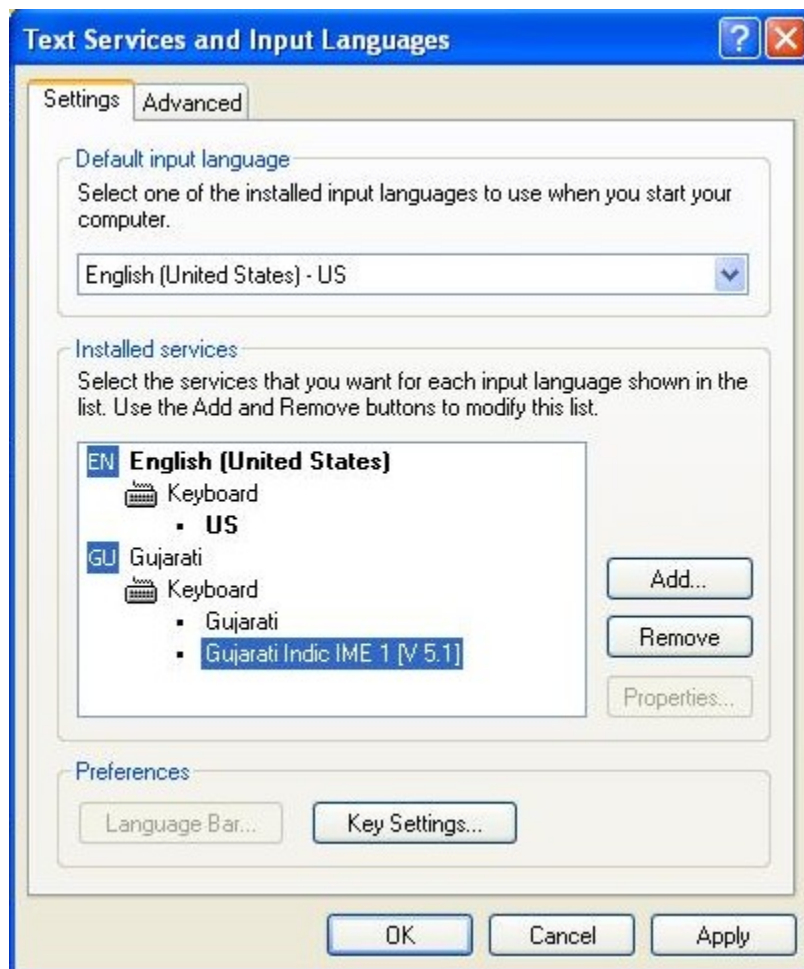 Text Services and Input Languages
Settings
Advanced
Default input language
Select one of the installed input languages to use when you start your
computer.
English (United States) - US
Installed services
Select the services that you want for each input language shown in the
list. Use the Add and Remove buttons to modify this list.
EN English (United States)
Keyboard
US
GU Gujarati
Keyboard
Gujarati
Gujarati Indic IME 1 [V 5.1]
Add...
Remove
Properties...
Preferences
Language Bar...
Key Settings...
OK
Cancel
Apply